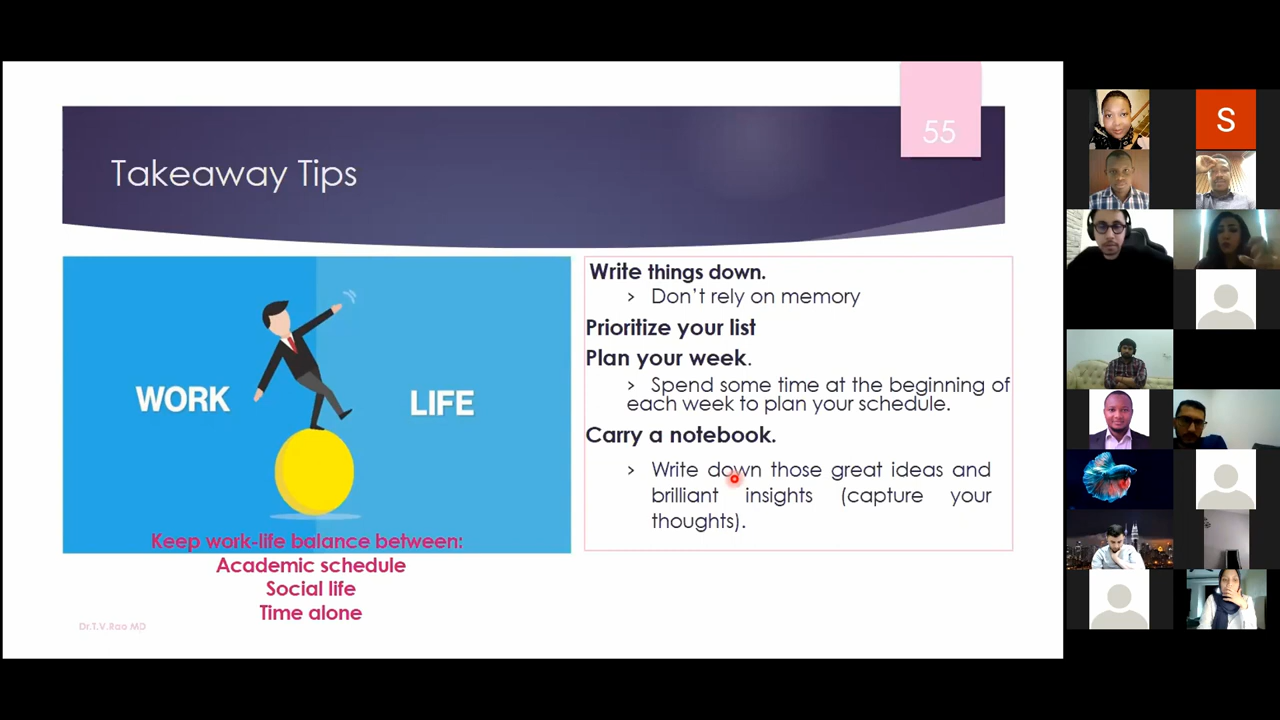 55
Takeaway Tips
WORK
LIFE
Keep work-life balance between:
Academic schedule
Social life
Time alone
Write things down.
› Don't rely on memory
Prioritize your list
Plan your week.
› Spend some time at the beginning of
each week to plan your schedule.
Carry a notebook.
› Write down those great ideas and
brilliant insights (capture your
thoughts).
Dr.T.V.Rao MD
S